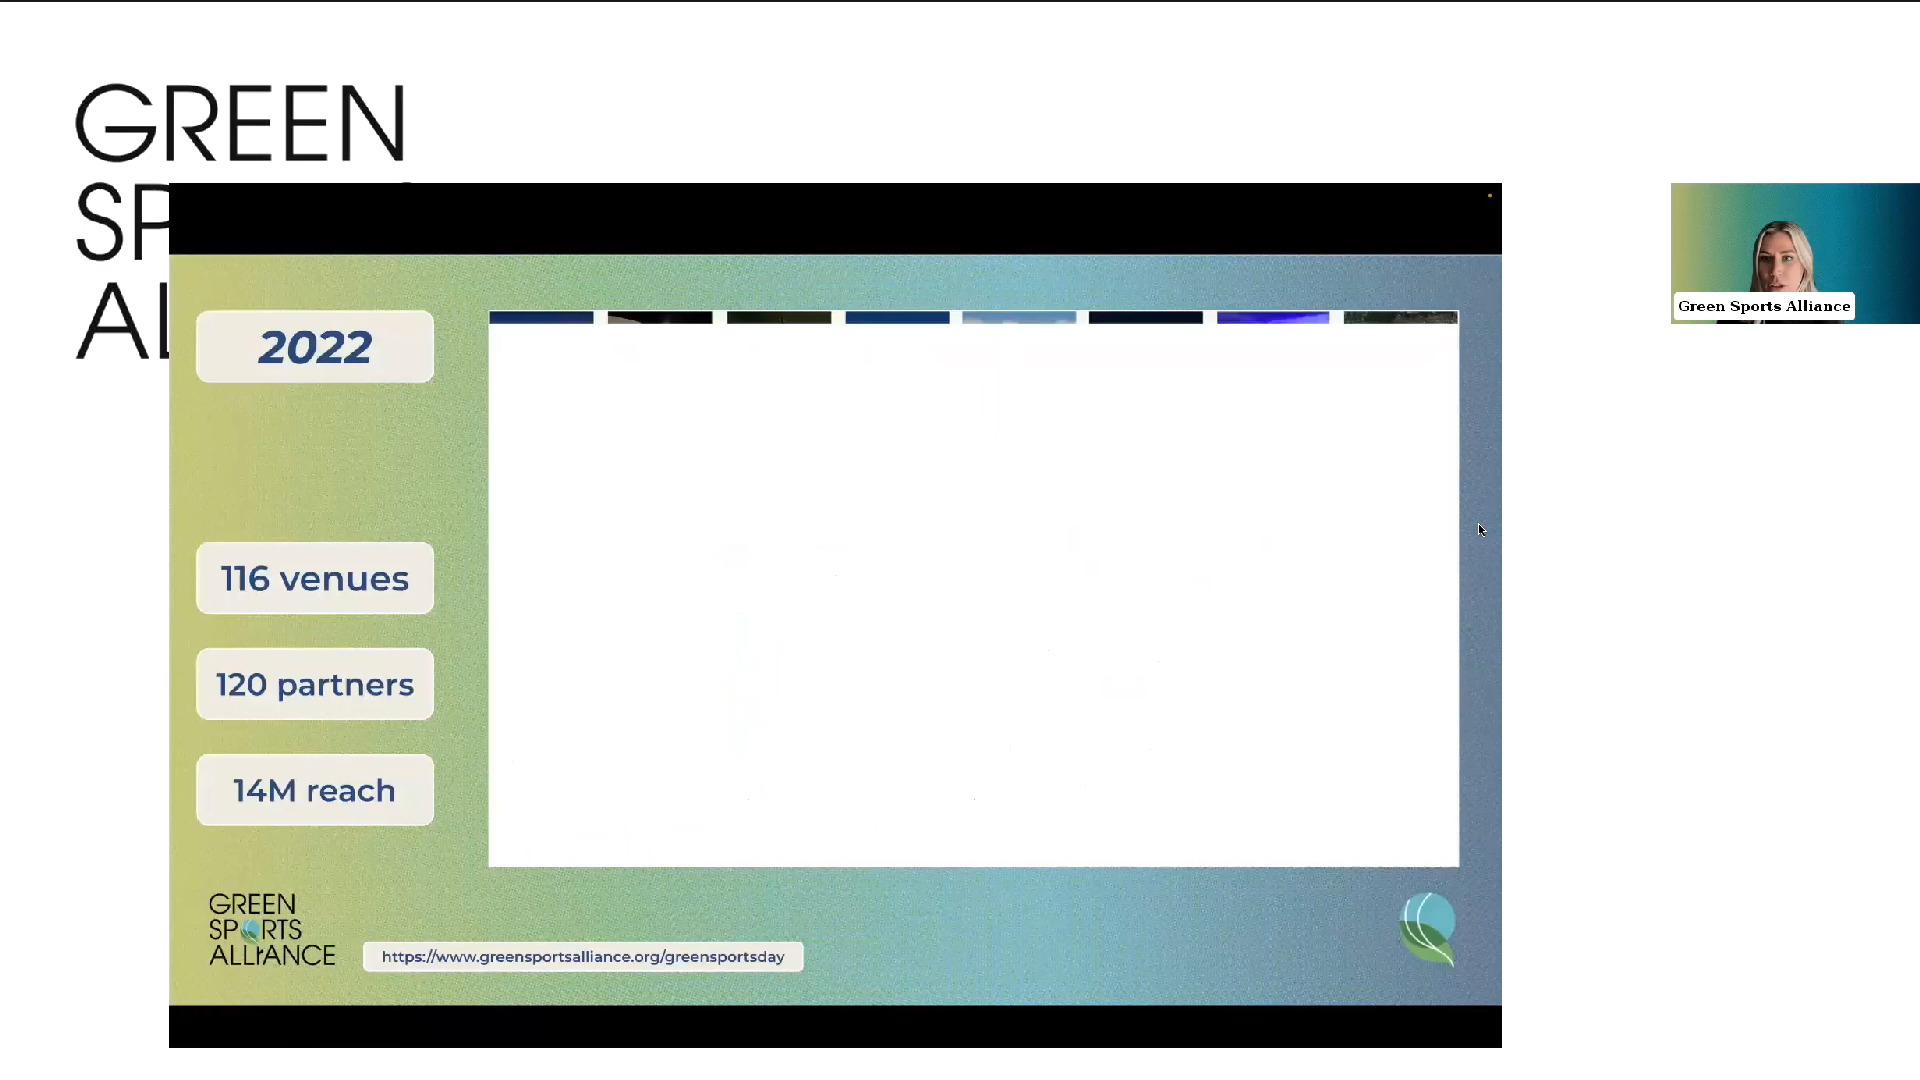 GREEN
SP
AL
2022
116 venues
120 partners
14M reach
GREEN
SPORTS
ALLIANCE
https://www.greensportsalliance.org/greensportsday
Green Sports Alliance